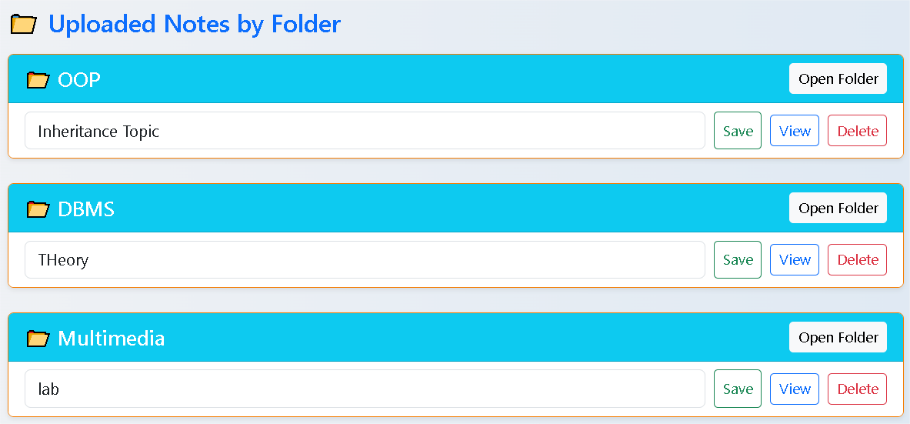 Uploaded Notes by Folder
OOP Open Folder
Inheritance Topic Save View Delete
DBMS Open Folder
THeory Save View Delete
Multimedia Open Folder
lab Save View Delete